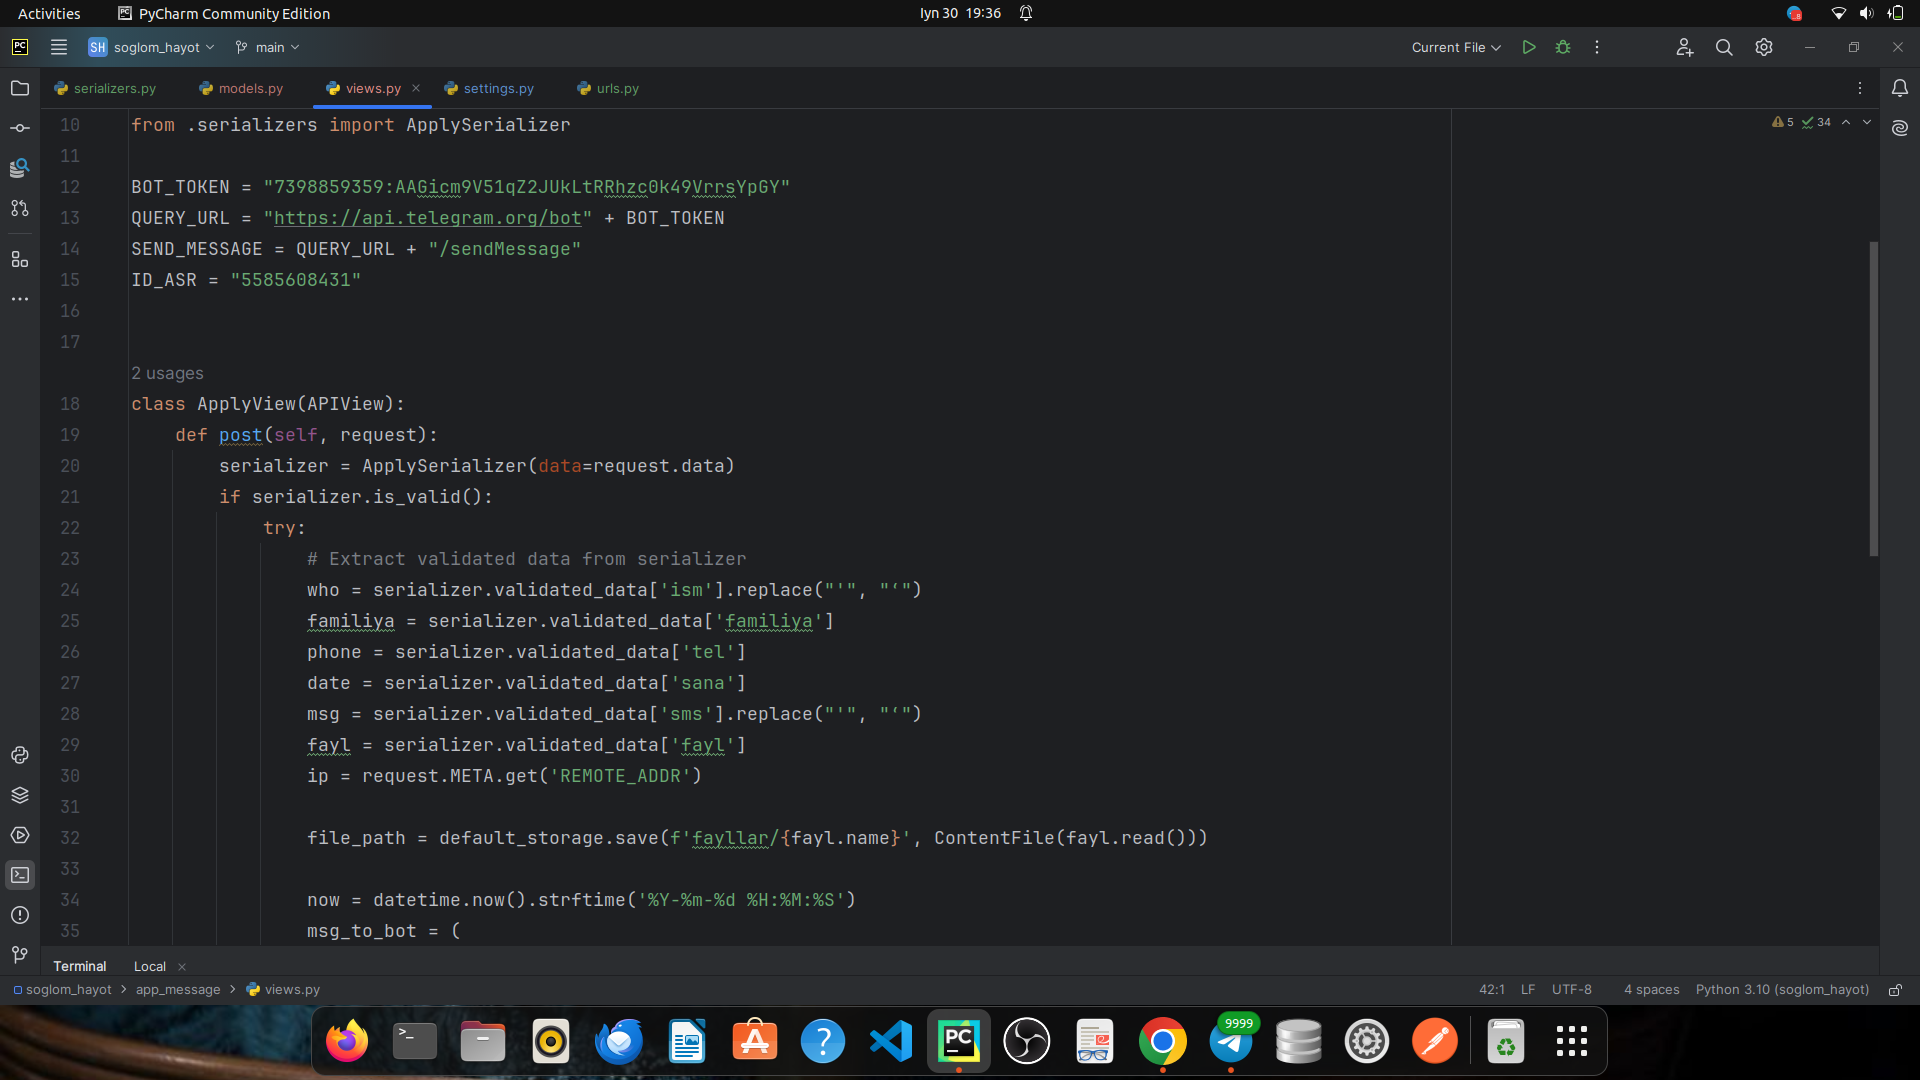 Activities PyCharm Community Edition Iyn 30 19:36
PC SH soglom_hayot main Current File
serializers.py models.py views.py settings.py urls.py
10 from .serializers import ApplySerializer 5 34
11
12 BOT_TOKEN = "7398859359:AAGicm9V51qZ2JUkLtRRhzc0k49VrrsYpGY"
13 QUERY_URL = "https://api.telegram.org/bot" + BOT_TOKEN
14 SEND_MESSAGE = QUERY_URL + "/sendMessage"
15 ID_ASR = "5585608431"
16
17
2 usages
18 class ApplyView(APIView):
19 def post(self, request):
20 serializer = ApplySerializer(data=request.data)
21 if serializer.is_valid():
22 try:
23 # Extract validated data from serializer
24 who = serializer.validated_data['ism'].replace("'", "‘")
25 familiya = serializer.validated_data['familiya']
26 phone = serializer.validated_data['tel']
27 date = serializer.validated_data['sana']
28 msg = serializer.validated_data['sms'].replace("'", "‘")
29 fayl = serializer.validated_data['fayl']
30 ip = request.META.get('REMOTE_ADDR')
31
32 file_path = default_storage.save(f'fayllar/{fayl.name}', ContentFile(fayl.read()))
33
34 now = datetime.now().strftime('%Y-%m-%d %H:%M:%S')
35 msg_to_bot = (
Terminal Local
soglom_hayot > app_message > views.py 42:1 LF UTF-8 4 spaces Python 3.10 (soglom_hayot)
PC 9999